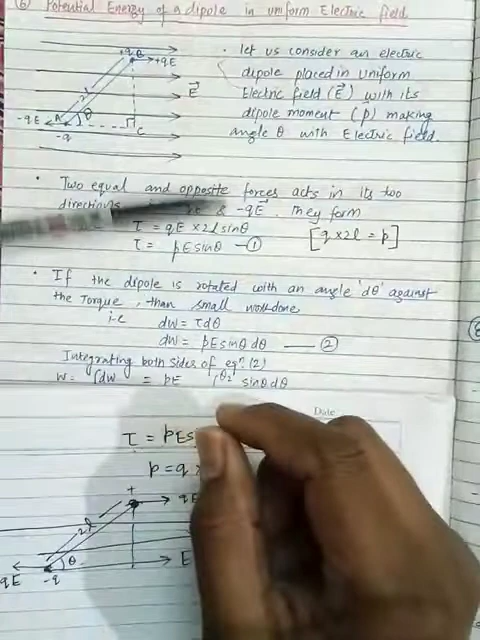 (6) Potential Energy of a dipole in uniform Electric field
+q B
+qE
2l
E
-qE
A
θ
-q
C
• let us consider an electric
dipole placed in uniform
Electric field (E) with its
dipole moment (p) making
angle θ with Electric field.
• Two equal and opposite forces acts in its two
directions & -qE. They form
τ = qE x 2l sinθ
[q x 2l = p]
τ = pE sinθ —①
• If the dipole is rotated with an angle 'dθ' against
the Torque, than small workdone
i.e dw = τdθ
dw = pE sinθ dθ —②
Integrating both sides of eqn (2)
w = ∫dw = pE θ2 sinθ dθ
Date
τ = pEs
p = q x
+
qE
2l
θ
qE
-q
E